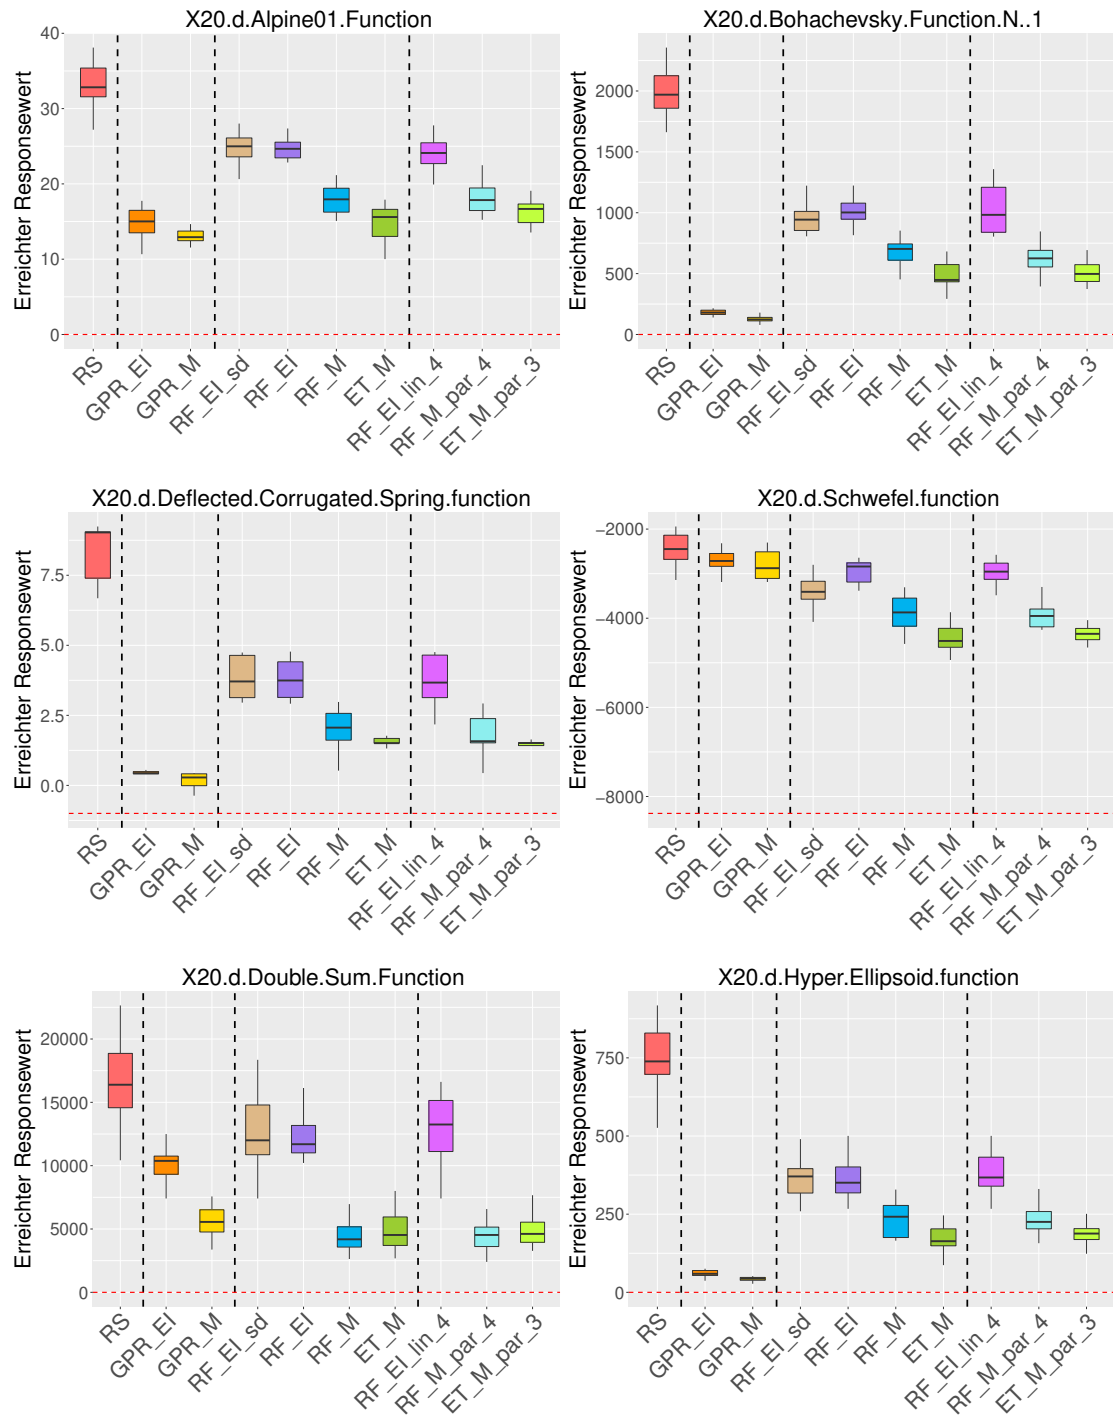 X20.d.Alpine01.Function
Erreichter Responsewert
40
30
20
10
0
RS
GPR_EI
GPR_M
RF_EI_sd
RF_EI
RF_M
ET_M
RF_EI_lin_4
RF_M_par_4
ET_M_par_3
X20.d.Bohachevsky.Function.N..1
Erreichter Responsewert
2000
1500
1000
500
0
RS
GPR_EI
GPR_M
RF_EI_sd
RF_EI
RF_M
ET_M
RF_EI_lin_4
RF_M_par_4
ET_M_par_3
X20.d.Deflected.Corrugated.Spring.function
Erreichter Responsewert
7.5
5.0
2.5
0.0
RS
GPR_EI
GPR_M
RF_EI_sd
RF_EI
RF_M
ET_M
RF_EI_lin_4
RF_M_par_4
ET_M_par_3
X20.d.Schwefel.function
Erreichter Responsewert
−2000
−4000
−6000
−8000
RS
GPR_EI
GPR_M
RF_EI_sd
RF_EI
RF_M
ET_M
RF_EI_lin_4
RF_M_par_4
ET_M_par_3
X20.d.Double.Sum.Function
Erreichter Responsewert
20000
15000
10000
5000
0
RS
GPR_EI
GPR_M
RF_EI_sd
RF_EI
RF_M
ET_M
RF_EI_lin_4
RF_M_par_4
ET_M_par_3
X20.d.Hyper.Ellipsoid.function
Erreichter Responsewert
750
500
250
0
RS
GPR_EI
GPR_M
RF_EI_sd
RF_EI
RF_M
ET_M
RF_EI_lin_4
RF_M_par_4
ET_M_par_3